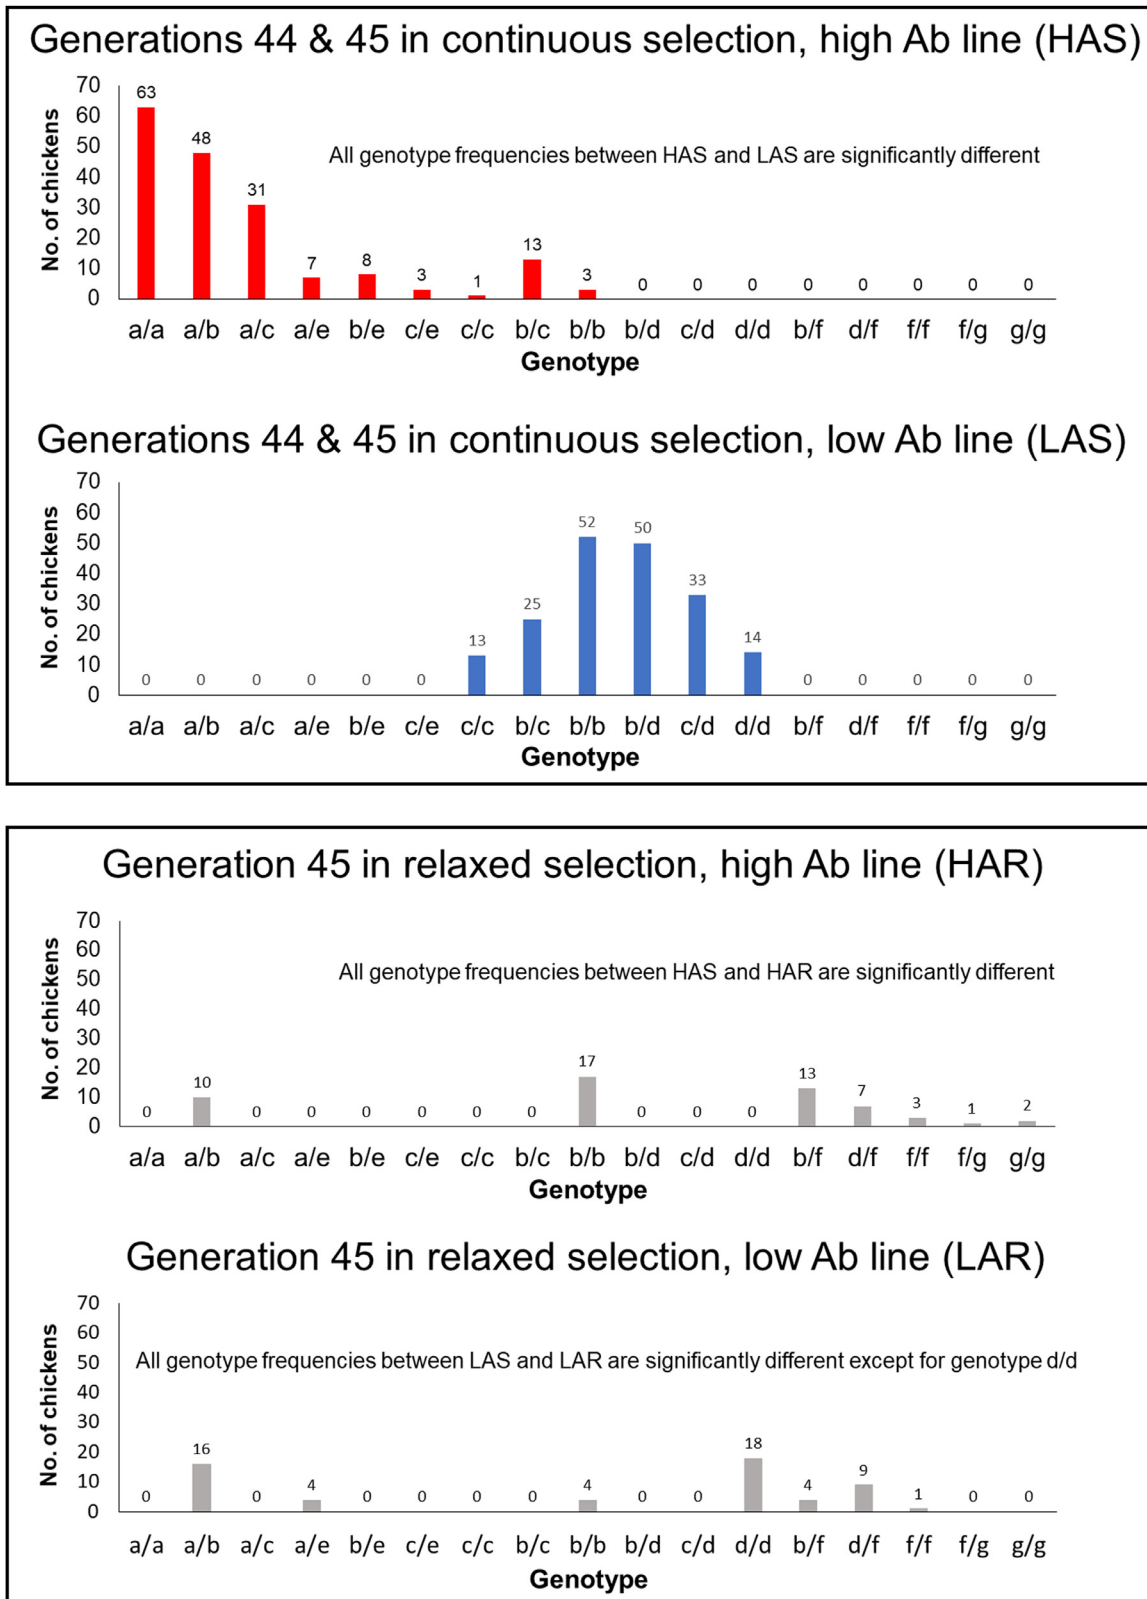 Generations 44 & 45 in continuous selection, high Ab line (HAS)
No. of chickens
70
60
50
40
30
20
10
0
All genotype frequencies between HAS and LAS are significantly different
63 48 31 7 8 3 1 13 3 0 0 0 0 0 0 0 0
a/a a/b a/c a/e b/e c/e c/c b/c b/b b/d c/d d/d b/f d/f f/f f/g g/g
Genotype
Generations 44 & 45 in continuous selection, low Ab line (LAS)
No. of chickens
70
60
50
40
30
20
10
0
0 0 0 0 0 0 13 25 52 50 33 14 0 0 0 0 0
a/a a/b a/c a/e b/e c/e c/c b/c b/b b/d c/d d/d b/f d/f f/f f/g g/g
Genotype
Generation 45 in relaxed selection, high Ab line (HAR)
No. of chickens
70
60
50
40
30
20
10
0
All genotype frequencies between HAS and HAR are significantly different
0 10 0 0 0 0 0 0 17 0 0 0 13 7 3 1 2
a/a a/b a/c a/e b/e c/e c/c b/c b/b b/d c/d d/d b/f d/f f/f f/g g/g
Genotype
Generation 45 in relaxed selection, low Ab line (LAR)
No. of chickens
70
60
50
40
30
20
10
0
All genotype frequencies between LAS and LAR are significantly different except for genotype d/d
0 16 0 4 0 0 0 0 4 0 0 18 4 9 1 0 0
a/a a/b a/c a/e b/e c/e c/c b/c b/b b/d c/d d/d b/f d/f f/f f/g g/g
Genotype